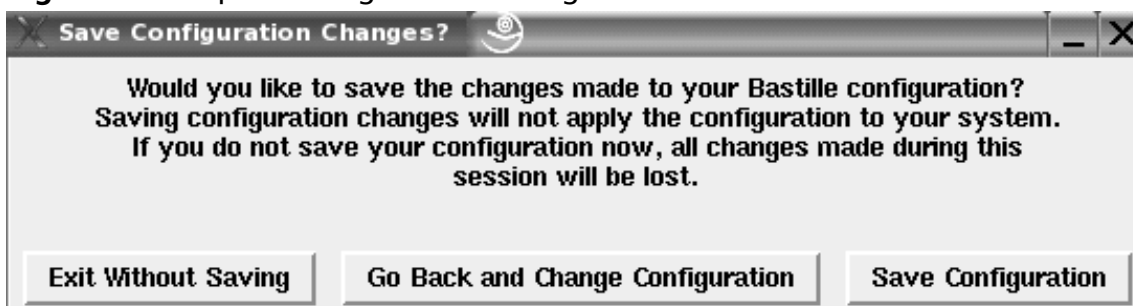 Save Configuration Changes?
Would you like to save the changes made to your Bastille configuration?
Saving configuration changes will not apply the configuration to your system.
If you do not save your configuration now, all changes made during this
session will be lost.
Exit Without Saving Go Back and Change Configuration Save Configuration